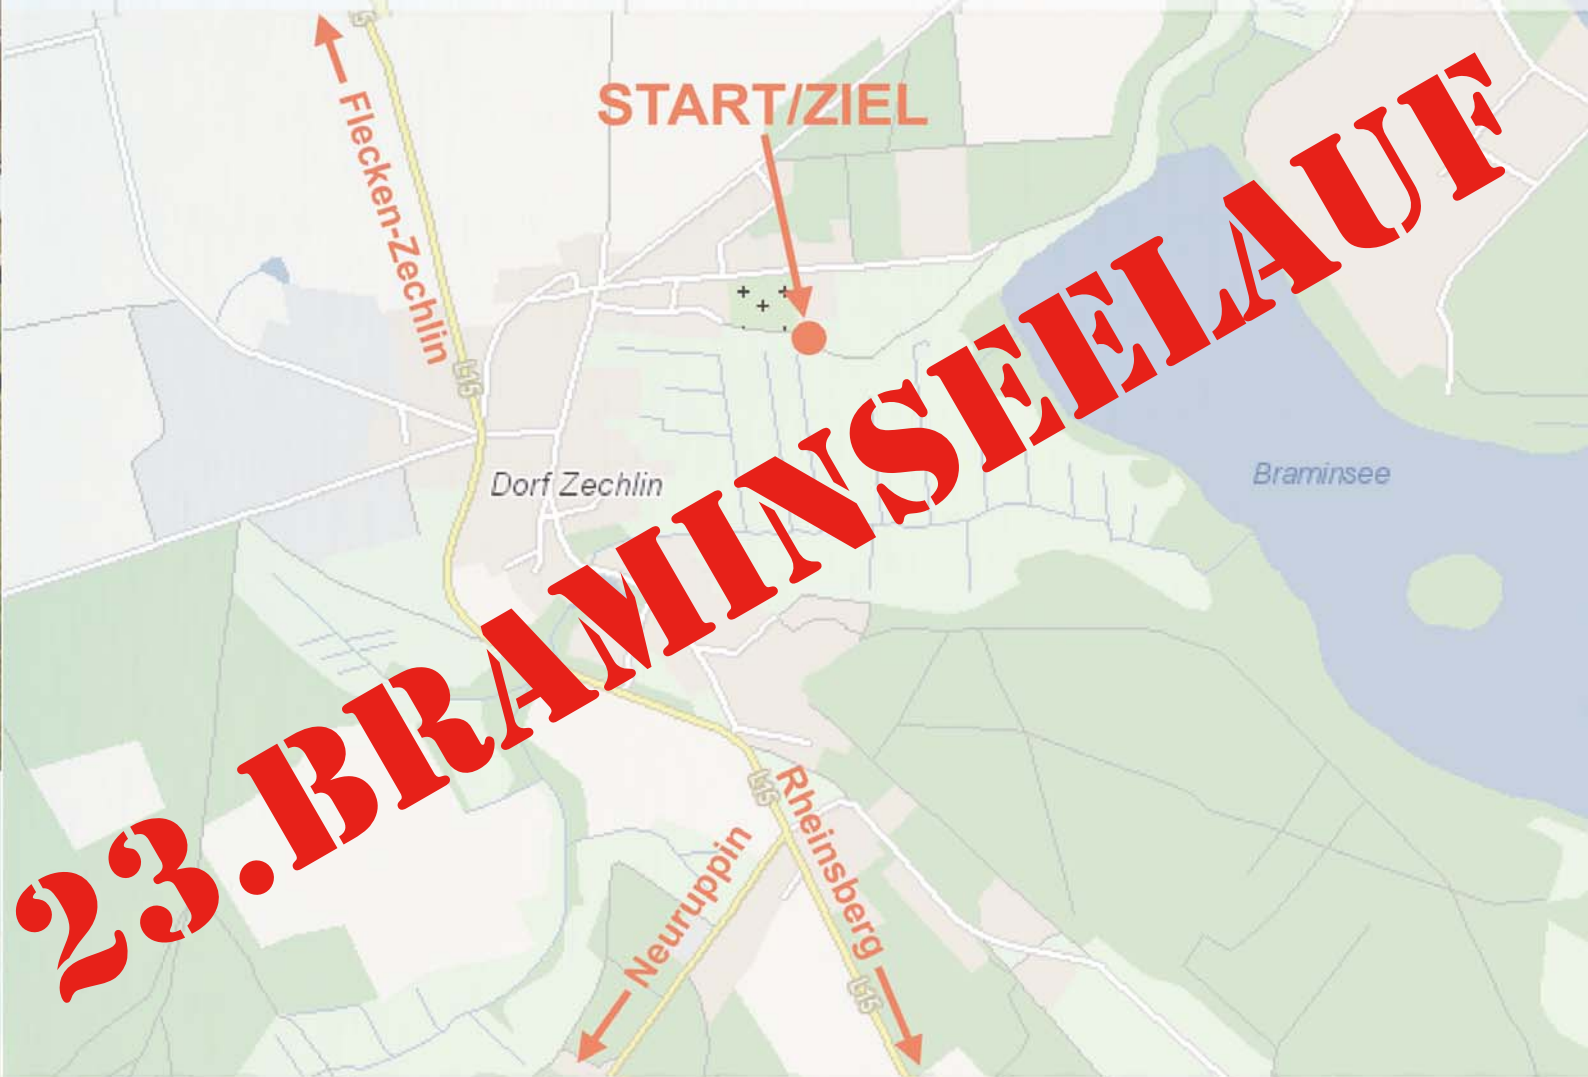 START/ZIEL
Flecken-Zechlin
L15
Dorf Zechlin
Braminsee
23.BRAMINSEELAUF
L15
Rheinsberg
Neuruppin
L15